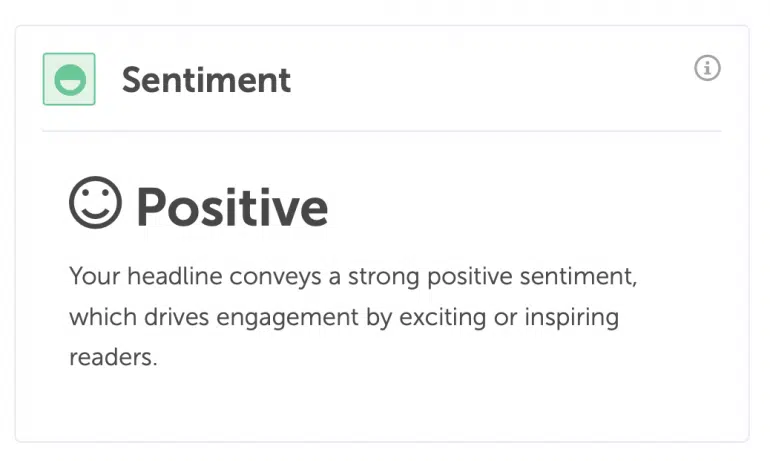 Sentiment
Positive
Your headline conveys a strong positive sentiment,
which drives engagement by exciting or inspiring
readers.